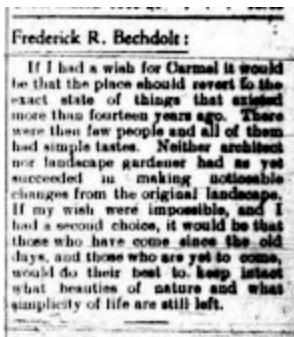 Frederick R. Bechdolt:
If I had a wish for Carmel it would
be that the place should revert to the
exact state of things that existed
more than fourteen years ago. There
were then few people and all of them
had simple tastes. Neither architect
nor landscape gardener had as yet
succeeded in making noticeable
changes from the original landscape.
If my wish were impossible, and I
had a second choice, it would be that
those who have come since the old
days, and those who are yet to come,
would do their best to keep intact
what beauties of nature and what
simplicity of life are still left.